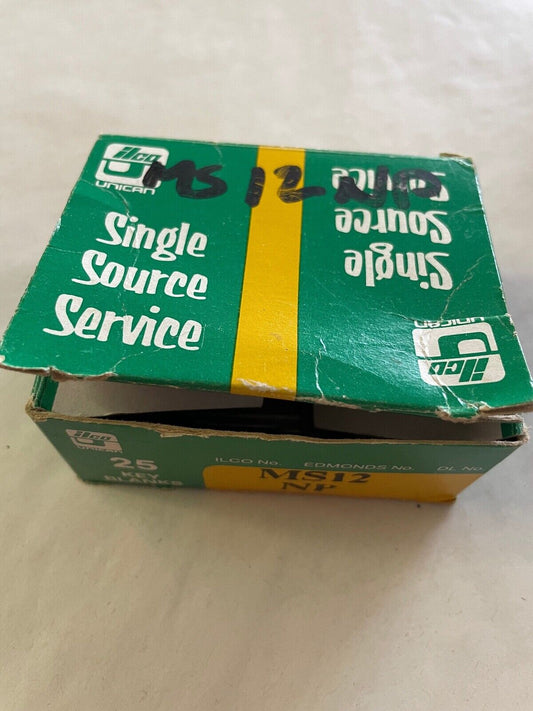 ilco
UNICAN
MS 12 NP
Single
Source
Service
Single
Source
Service
ilco
UNICAN
ilco
UNICAN
25
KEY
BLANKS
ILCO No. EDMONDS No. DL No.
MS12
NP